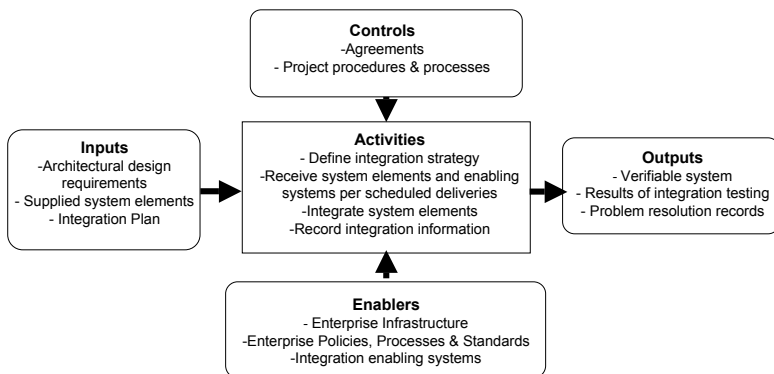 Controls
-Agreements
- Project procedures & processes
Inputs
-Architectural design
requirements
- Supplied system elements
- Integration Plan
Activities
- Define integration strategy
-Receive system elements and enabling
systems per scheduled deliveries
-Integrate system elements
-Record integration information
Outputs
- Verifiable system
- Results of integration testing
- Problem resolution records
Enablers
- Enterprise Infrastructure
-Enterprise Policies, Processes & Standards
-Integration enabling systems